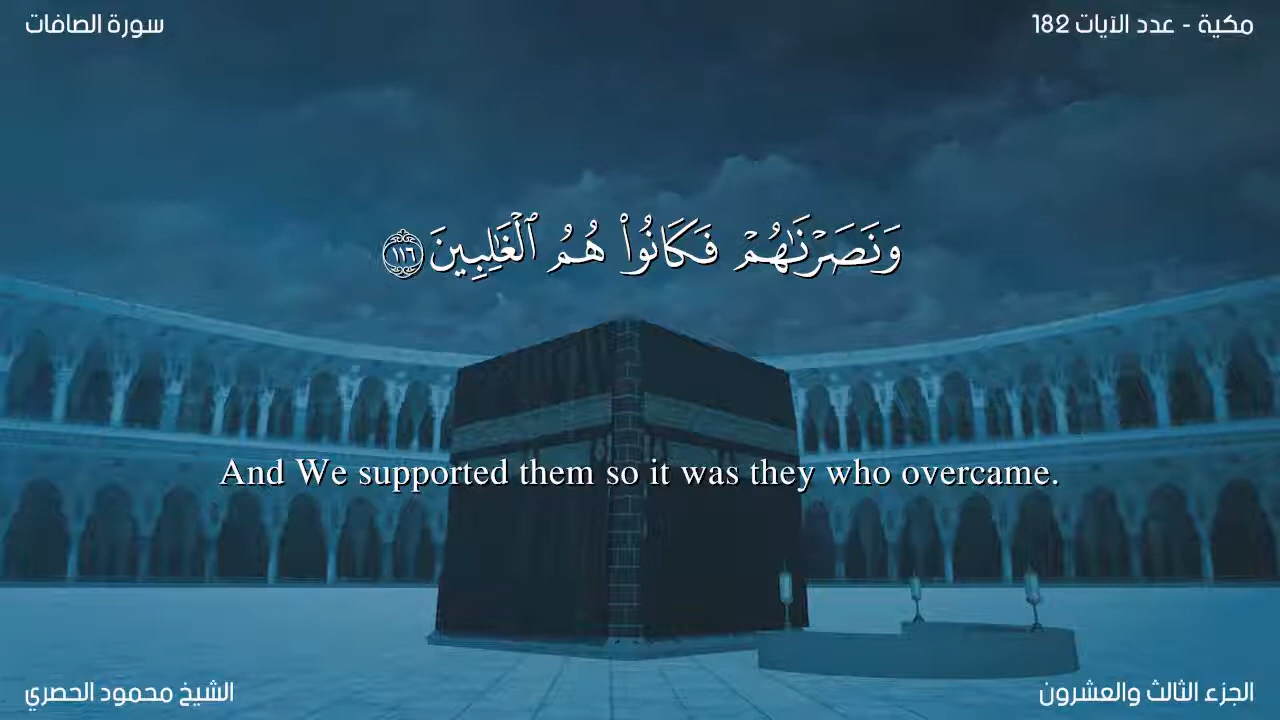 مكية - عدد الآيات 182
سورة الصافات
وَنَصَرْنَٰهُمْ فَكَانُوا۟ هُمُ ٱلْغَٰلِبِينَ ١١٦
And We supported them so it was they who overcame.
الجزء الثالث والعشرون
الشيخ محمود الحصري